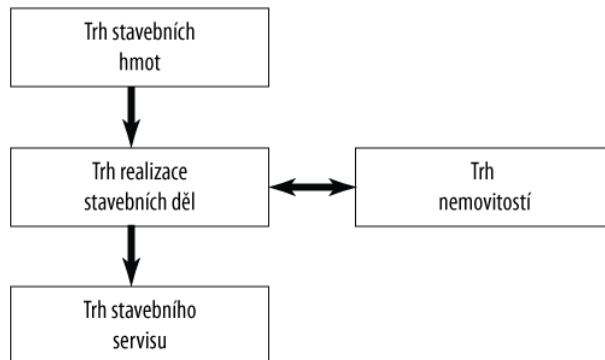 Trh stavebních
hmot
Trh realizace
stavebních děl
Trh
nemovitostí
Trh stavebního
servisu